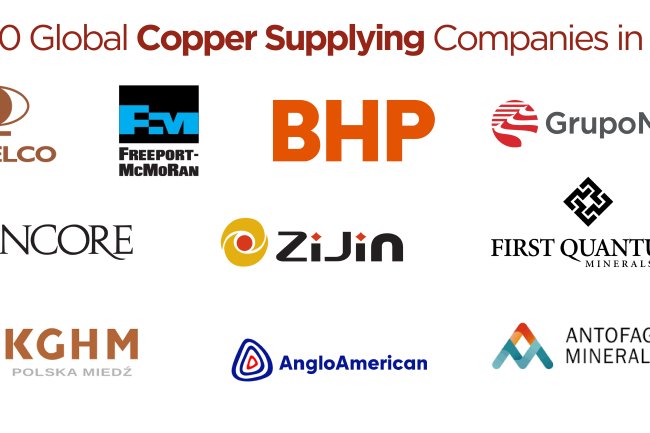 0 Global Copper Supplying Companies in
ELCO
FREEPORT-
MCMORAN
BHP
GrupoM
NCORE
ZiJin
FIRST QUANTU
MINERALS
KGHM
POLSKA MIEDŹ
AngloAmerican
ANTOFAG
MINERAL